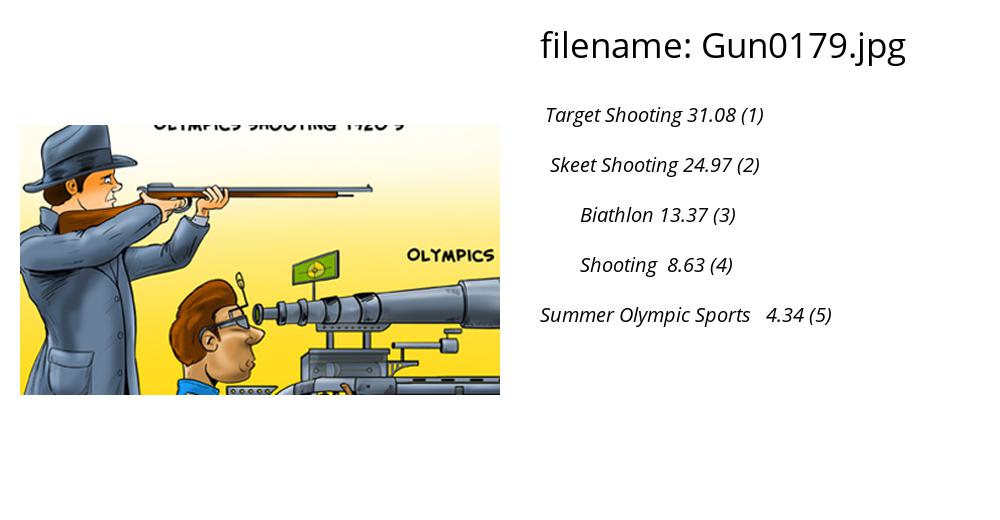 filename: Gun0179.jpg
Target Shooting 31.08 (1)
Skeet Shooting 24.97 (2)
Biathlon 13.37 (3)
Shooting 8.63 (4)
Summer Olympic Sports 4.34 (5)
OLYMPICS SHOOTING 1920'S
OLYMPICS